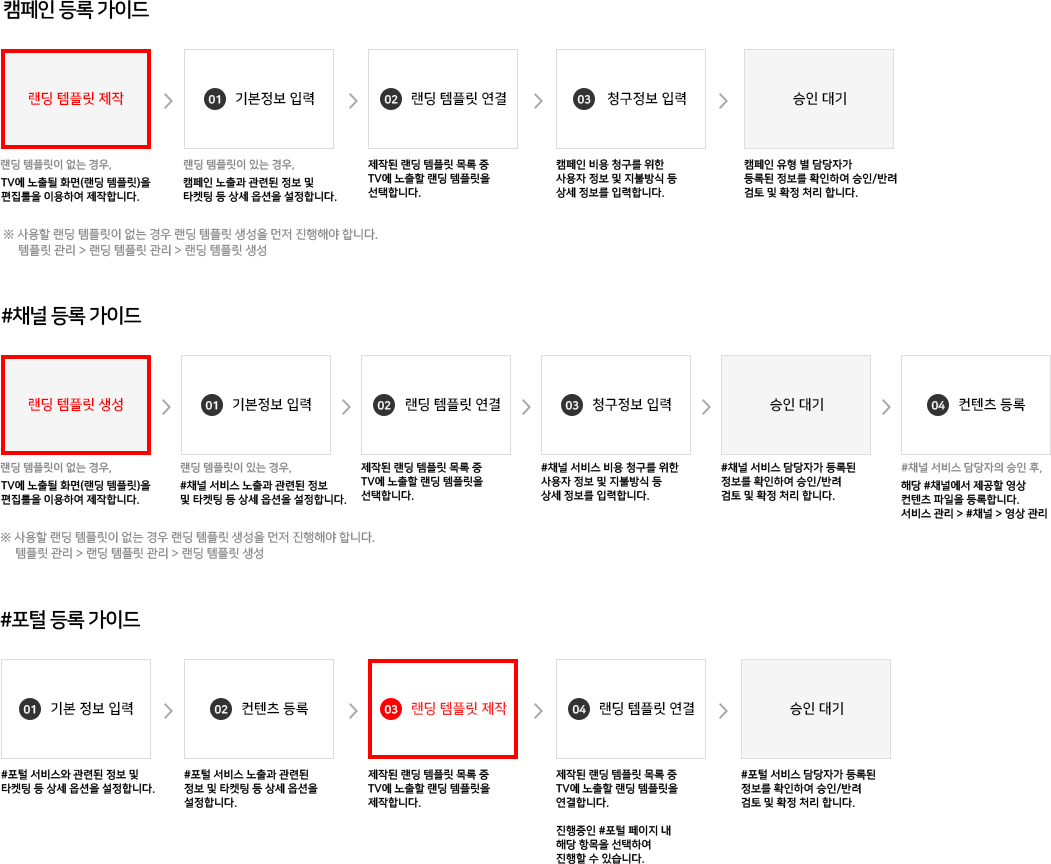 캠페인 등록 가이드
랜딩 템플릿 제작
01 기본정보 입력
02 랜딩 템플릿 연결
03 청구정보 입력
승인 대기
랜딩 템플릿이 없는 경우,
TV에 노출될 화면(랜딩 템플릿)을
편집툴을 이용하여 제작합니다.
랜딩 템플릿이 있는 경우,
캠페인 노출과 관련된 정보 및
타켓팅 등 상세 옵션을 설정합니다.
제작된 랜딩 템플릿 목록 중
TV에 노출할 랜딩 템플릿을
선택합니다.
캠페인 비용 청구를 위한
사용자 정보 및 지불방식 등
상세 정보를 입력합니다.
캠페인 유형 별 담당자가
등록된 정보를 확인하여 승인/반려
검토 및 확정 처리 합니다.
※ 사용할 랜딩 템플릿이 없는 경우 랜딩 템플릿 생성을 먼저 진행해야 합니다.
템플릿 관리 > 랜딩 템플릿 관리 > 랜딩 템플릿 생성
#채널 등록 가이드
랜딩 템플릿 생성
01 기본정보 입력
02 랜딩 템플릿 연결
03 청구정보 입력
승인 대기
04 컨텐츠 등록
랜딩 템플릿이 없는 경우,
TV에 노출될 화면(랜딩 템플릿)을
편집툴을 이용하여 제작합니다.
랜딩 템플릿이 있는 경우,
#채널 서비스 노출과 관련된 정보
및 타켓팅 등 상세 옵션을 설정합니다.
제작된 랜딩 템플릿 목록 중
TV에 노출할 랜딩 템플릿을
선택합니다.
#채널 서비스 비용 청구를 위한
사용자 정보 및 지불방식 등
상세 정보를 입력합니다.
#채널 서비스 담당자가 등록된
정보를 확인하여 승인/반려
검토 및 확정 처리 합니다.
#채널 서비스 담당자의 승인 후,
해당 #채널에서 제공할 영상
컨텐츠 파일을 등록합니다.
서비스 관리 > #채널 > 영상 관리
※ 사용할 랜딩 템플릿이 없는 경우 랜딩 템플릿 생성을 먼저 진행해야 합니다.
템플릿 관리 > 랜딩 템플릿 관리 > 랜딩 템플릿 생성
#포털 등록 가이드
01 기본 정보 입력
02 컨텐츠 등록
03 랜딩 템플릿 제작
04 랜딩 템플릿 연결
승인 대기
#포털 서비스와 관련된 정보 및
타켓팅 등 상세 옵션을 설정합니다.
#포털 서비스 노출과 관련된
정보 및 타켓팅 등 상세 옵션을
설정합니다.
제작된 랜딩 템플릿 목록 중
TV에 노출할 랜딩 템플릿을
제작합니다.
제작된 랜딩 템플릿 목록 중
TV에 노출할 랜딩 템플릿을
연결합니다.
진행중인 #포털 페이지 내
해당 항목을 선택하여
진행할 수 있습니다.
#포털 서비스 담당자가 등록된
정보를 확인하여 승인/반려
검토 및 확정 처리 합니다.